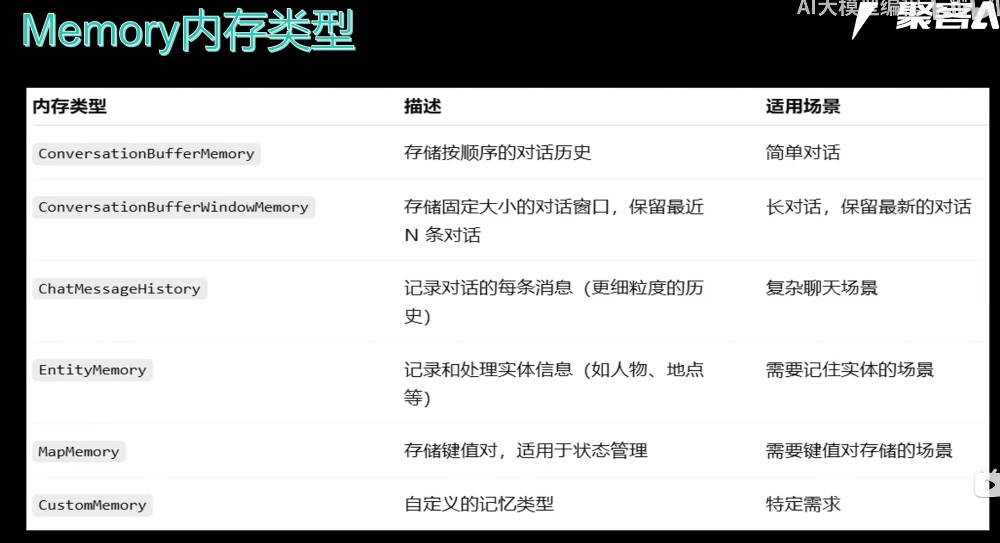 Memory内存类型
AI大模型编程
聚客A
内存类型 描述 适用场景
ConversationBufferMemory 存储按顺序的对话历史 简单对话
ConversationBufferWindowMemory 存储固定大小的对话窗口，保留最近 长对话，保留最新的对话
N 条对话
ChatMessageHistory 记录对话的每条消息（更细粒度的历 复杂聊天场景
史）
EntityMemory 记录和处理实体信息（如人物、地点 需要记住实体的场景
等）
MapMemory 存储键值对，适用于状态管理 需要键值对存储的场景
CustomMemory 自定义的记忆类型 特定需求